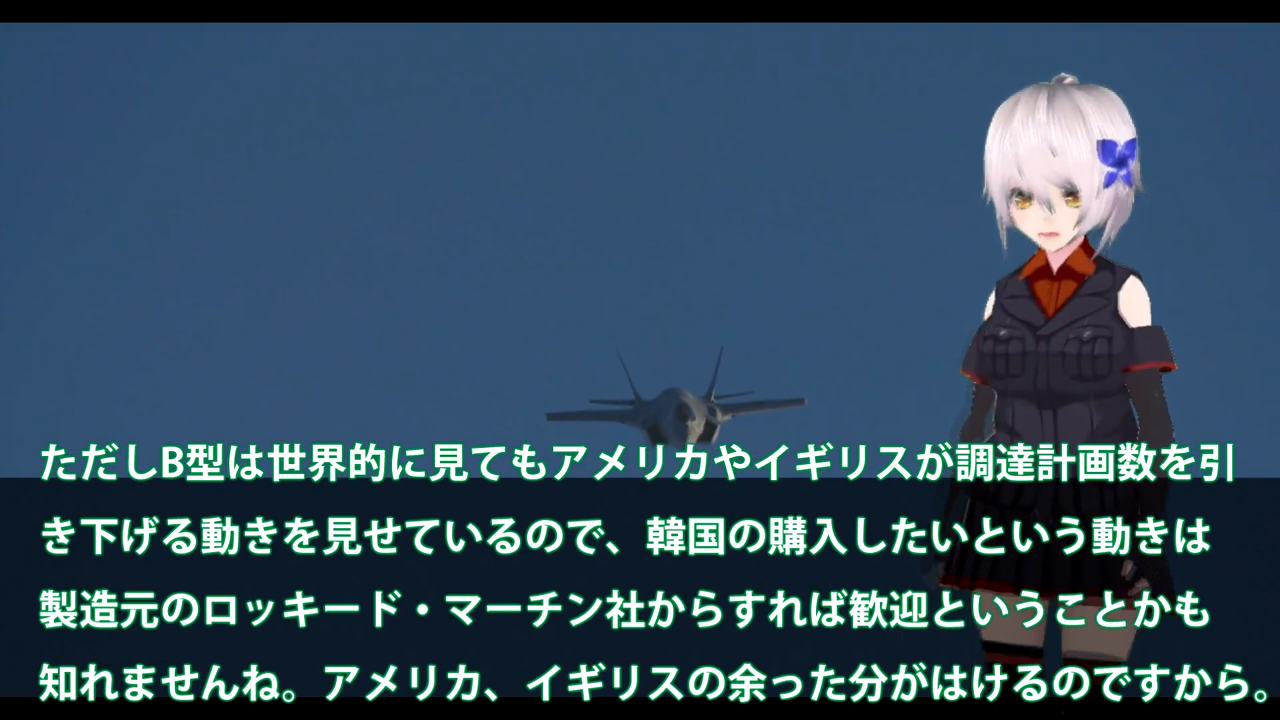 ただしB型は世界的に見てもアメリカやイギリスが調達計画数を引
き下げる動きを見せているので、韓国の購入したいという動きは
製造元のロッキード・マーチン社からすれば歓迎ということかも
知れませんね。アメリカ、イギリスの余った分がはけるのですから。